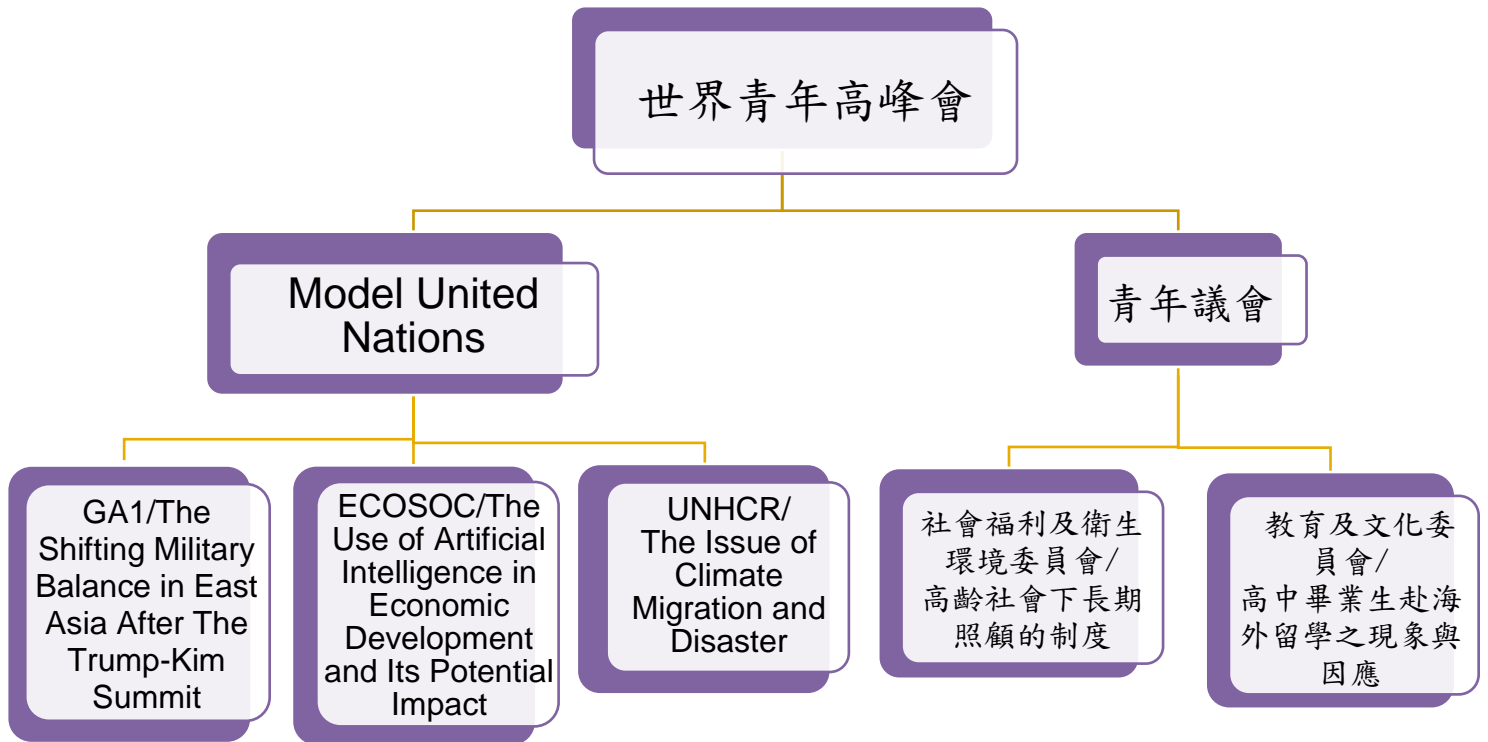 世界青年高峰會
Model United
Nations
青年議會
GA1/The
Shifting Military
Balance in East
Asia After The
Trump-Kim
Summit
ECOSOC/The
Use of Artificial
Intelligence in
Economic
Development
and Its Potential
Impact
UNHCR/
The Issue of
Climate
Migration and
Disaster
社會福利及衛生
環境委員會/
高齡社會下長期
照顧的制度
教育及文化委
員會/
高中畢業生赴海
外留學之現象與
因應